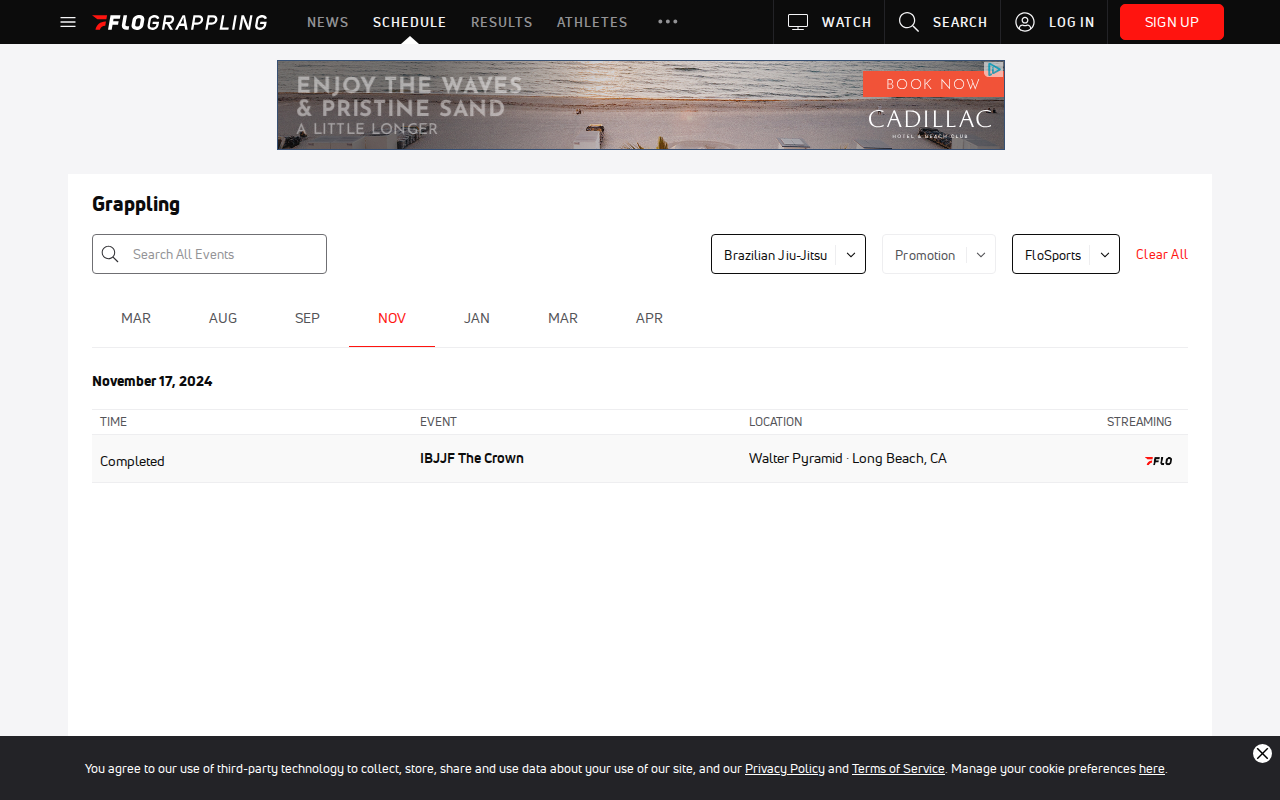 FLOGRAPPLING NEWS SCHEDULE RESULTS ATHLETES WATCH SEARCH LOG IN SIGN UP
ENJOY THE WAVES
& PRISTINE SAND
A LITTLE LONGER
BOOK NOW
CADILLAC
HOTEL & BEACH CLUB
Grappling
Search All Events
Brazilian Jiu-Jitsu
Promotion
FloSports
Clear All
MAR AUG SEP NOV JAN MAR APR
November 17, 2024
TIME EVENT LOCATION STREAMING
Completed IBJJF The Crown Walter Pyramid · Long Beach, CA FLO
You agree to our use of third-party technology to collect, store, share and use data about your use of our site, and our Privacy Policy and Terms of Service. Manage your cookie preferences here.